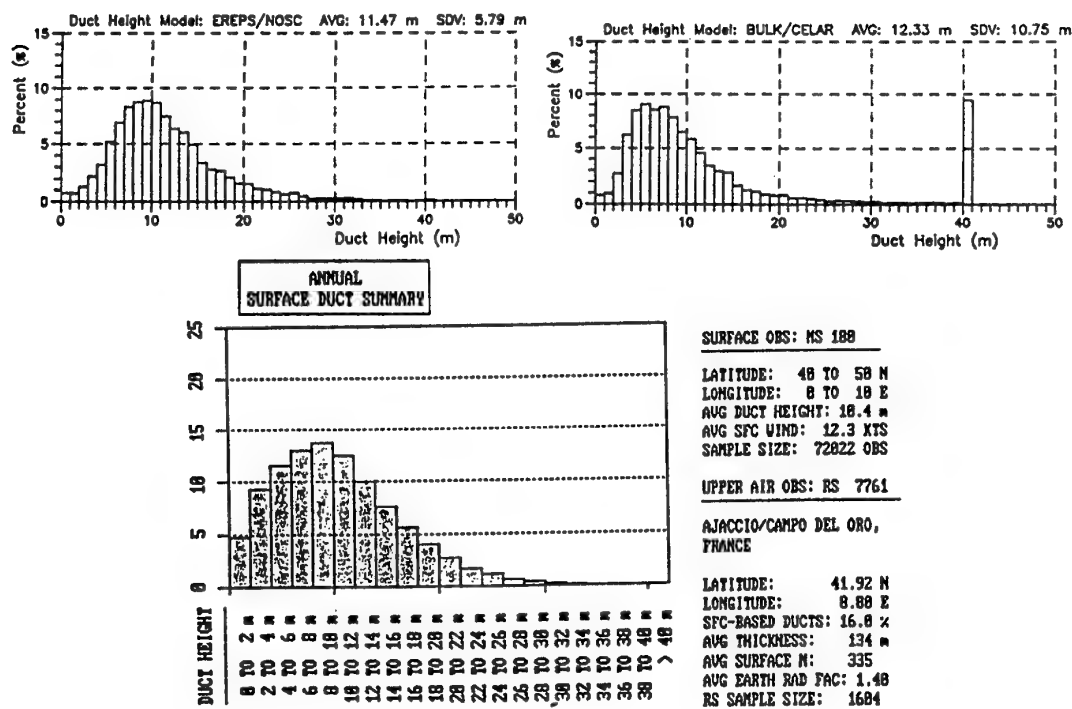 Duct Height Model: EREPS/NOSC AVG: 11.47 m SDV: 5.79 m
Percent (%)
15
10
5
0
0 10 20 30 40 50
Duct Height (m)
Duct Height Model: BULK/CELAR AVG: 12.33 m SDV: 10.75 m
Percent (%)
15
10
5
0
0 10 20 30 40 50
Duct Height (m)
ANNUAL
SURFACE DUCT SUMMARY
25
20
15
10
5
0
DUCT HEIGHT
0 TO 2 m
2 TO 4 m
4 TO 6 m
6 TO 8 m
8 TO 10 m
10 TO 12 m
12 TO 14 m
14 TO 16 m
16 TO 18 m
18 TO 20 m
20 TO 22 m
22 TO 24 m
24 TO 26 m
26 TO 28 m
28 TO 30 m
30 TO 32 m
32 TO 34 m
34 TO 36 m
36 TO 38 m
38 TO 40 m
> 40 m
SURFACE OBS: MS 180
LATITUDE: 40 TO 50 N
LONGITUDE: 0 TO 10 E
AVG DUCT HEIGHT: 10.4 m
AVG SFC WIND: 12.3 KTS
SAMPLE SIZE: 72022 OBS
UPPER AIR OBS: RS 7761
AJACCIO/CAMPO DEL ORO,
FRANCE
LATITUDE: 41.92 N
LONGITUDE: 8.80 E
SFC-BASED DUCTS: 16.0 %
AVG THICKNESS: 134 m
AVG SURFACE N: 335
AVG EARTH RAD FAC: 1.40
RS SAMPLE SIZE: 1604